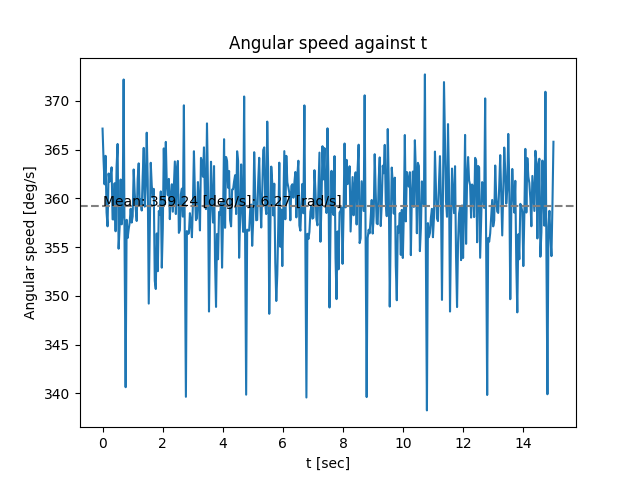 Angular speed against t
Angular speed [deg/s]
370
365
360
355
350
345
340
Mean: 359.24 [deg/s]; 6.27 [rad/s]
0 2 4 6 8 10 12 14
t [sec]